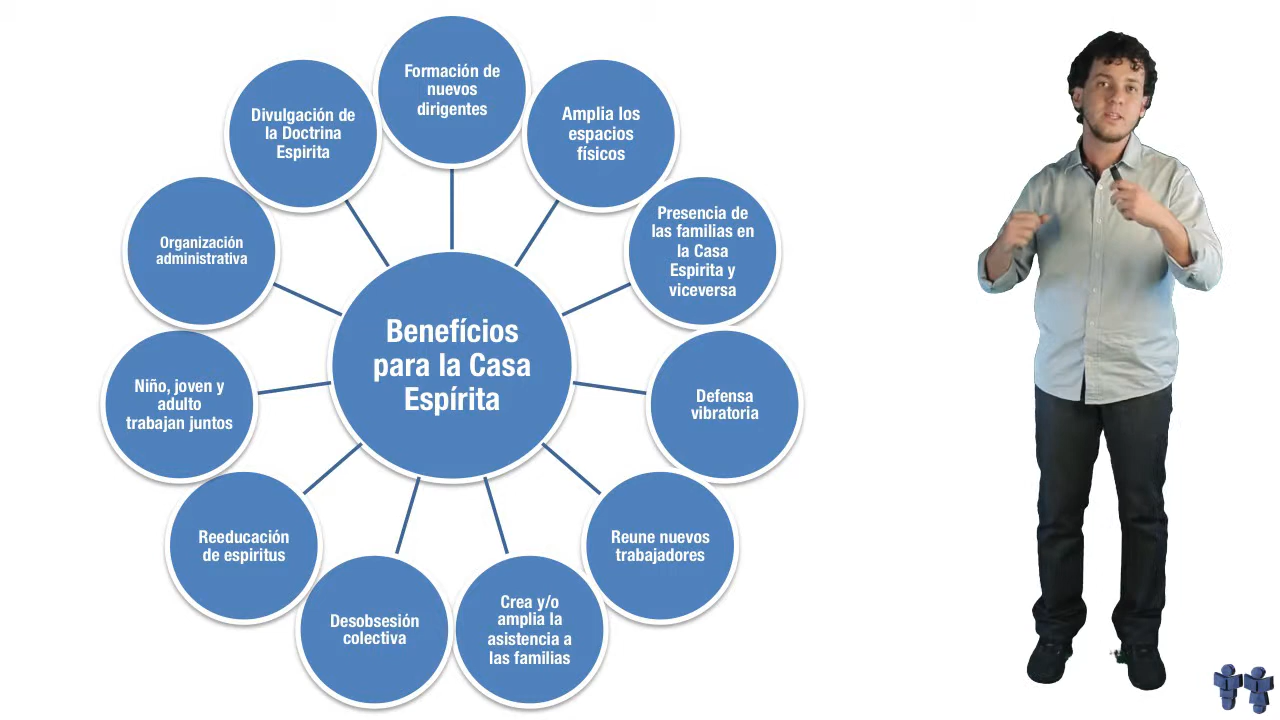 Benefícios
para la Casa
Espírita
Formación de
nuevos
dirigentes
Amplia los
espacios
físicos
Presencia de
las familias en
la Casa
Espirita y
viceversa
Defensa
vibratoria
Reune nuevos
trabajadores
Crea y/o
amplia la
asistencia a
las familias
Desobsesión
colectiva
Reeducación
de espiritus
Niño, joven y
adulto
trabajan juntos
Organización
administrativa
Divulgación de
la Doctrina
Espirita